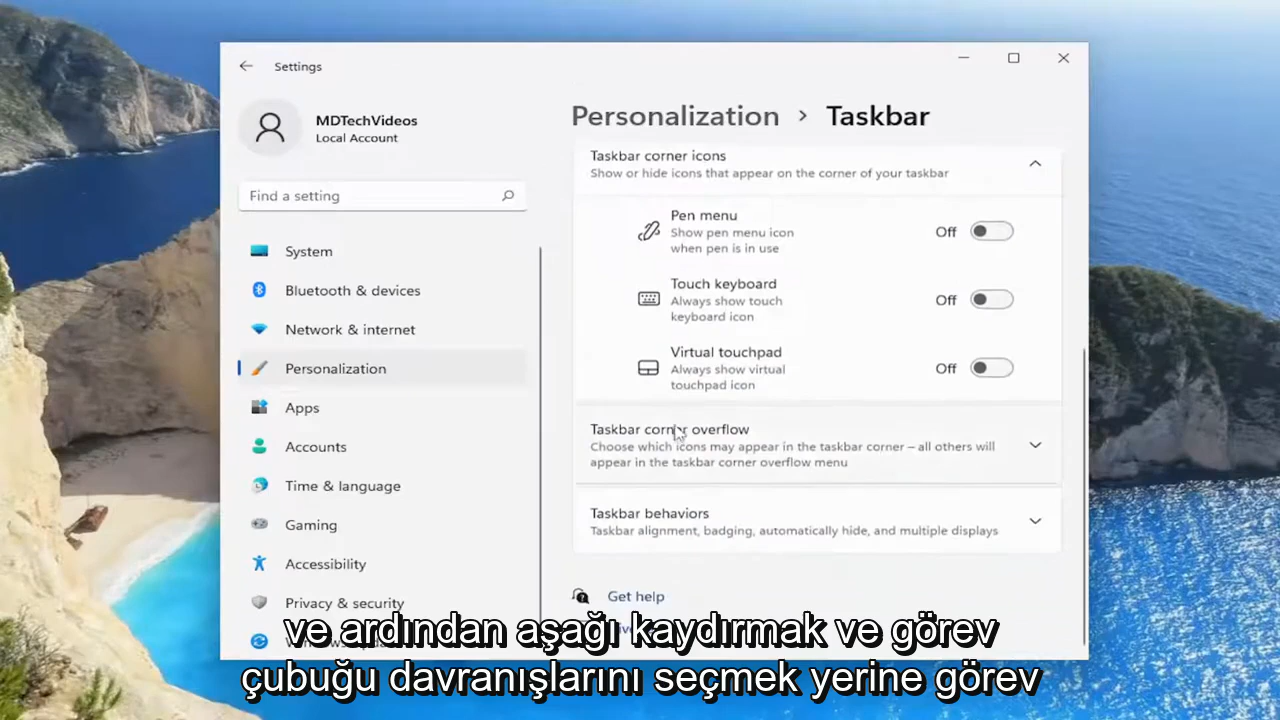 Settings
MDTechVideos
Local Account
Find a setting
System
Bluetooth & devices
Network & internet
Personalization
Apps
Accounts
Time & language
Gaming
Accessibility
Privacy & security
Personalization > Taskbar
Taskbar corner icons
Show or hide icons that appear on the corner of your taskbar
Pen menu
Show pen menu icon
when pen is in use
Off
Touch keyboard
Always show touch
keyboard icon
Off
Virtual touchpad
Always show virtual
touchpad icon
Off
Taskbar corner overflow
Choose which icons may appear in the taskbar corner – all others will
appear in the taskbar corner overflow menu
Taskbar behaviors
Taskbar alignment, badging, automatically hide, and multiple displays
Get help
ve ardından aşağı kaydırmak ve görev
çubuğu davranışlarını seçmek yerine görev